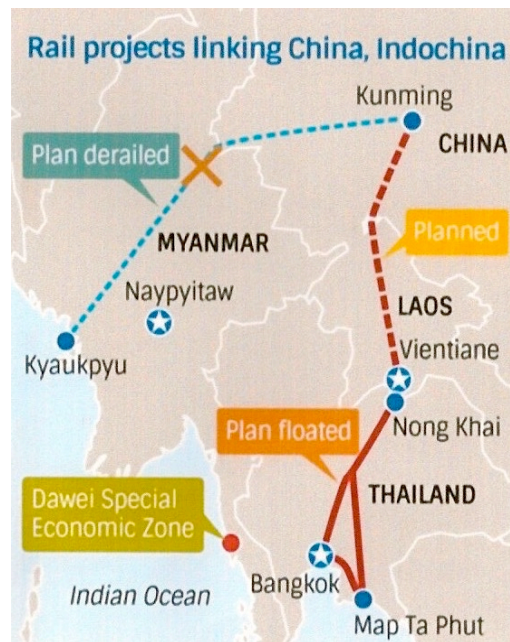 Rail projects linking China, Indochina
Kunming
CHINA
Plan derailed
Planned
MYANMAR
Naypyitaw
LAOS
Vientiane
Kyaukpyu
Nong Khai
Plan floated
THAILAND
Dawei Special
Economic Zone
Bangkok
Indian Ocean
Map Ta Phut